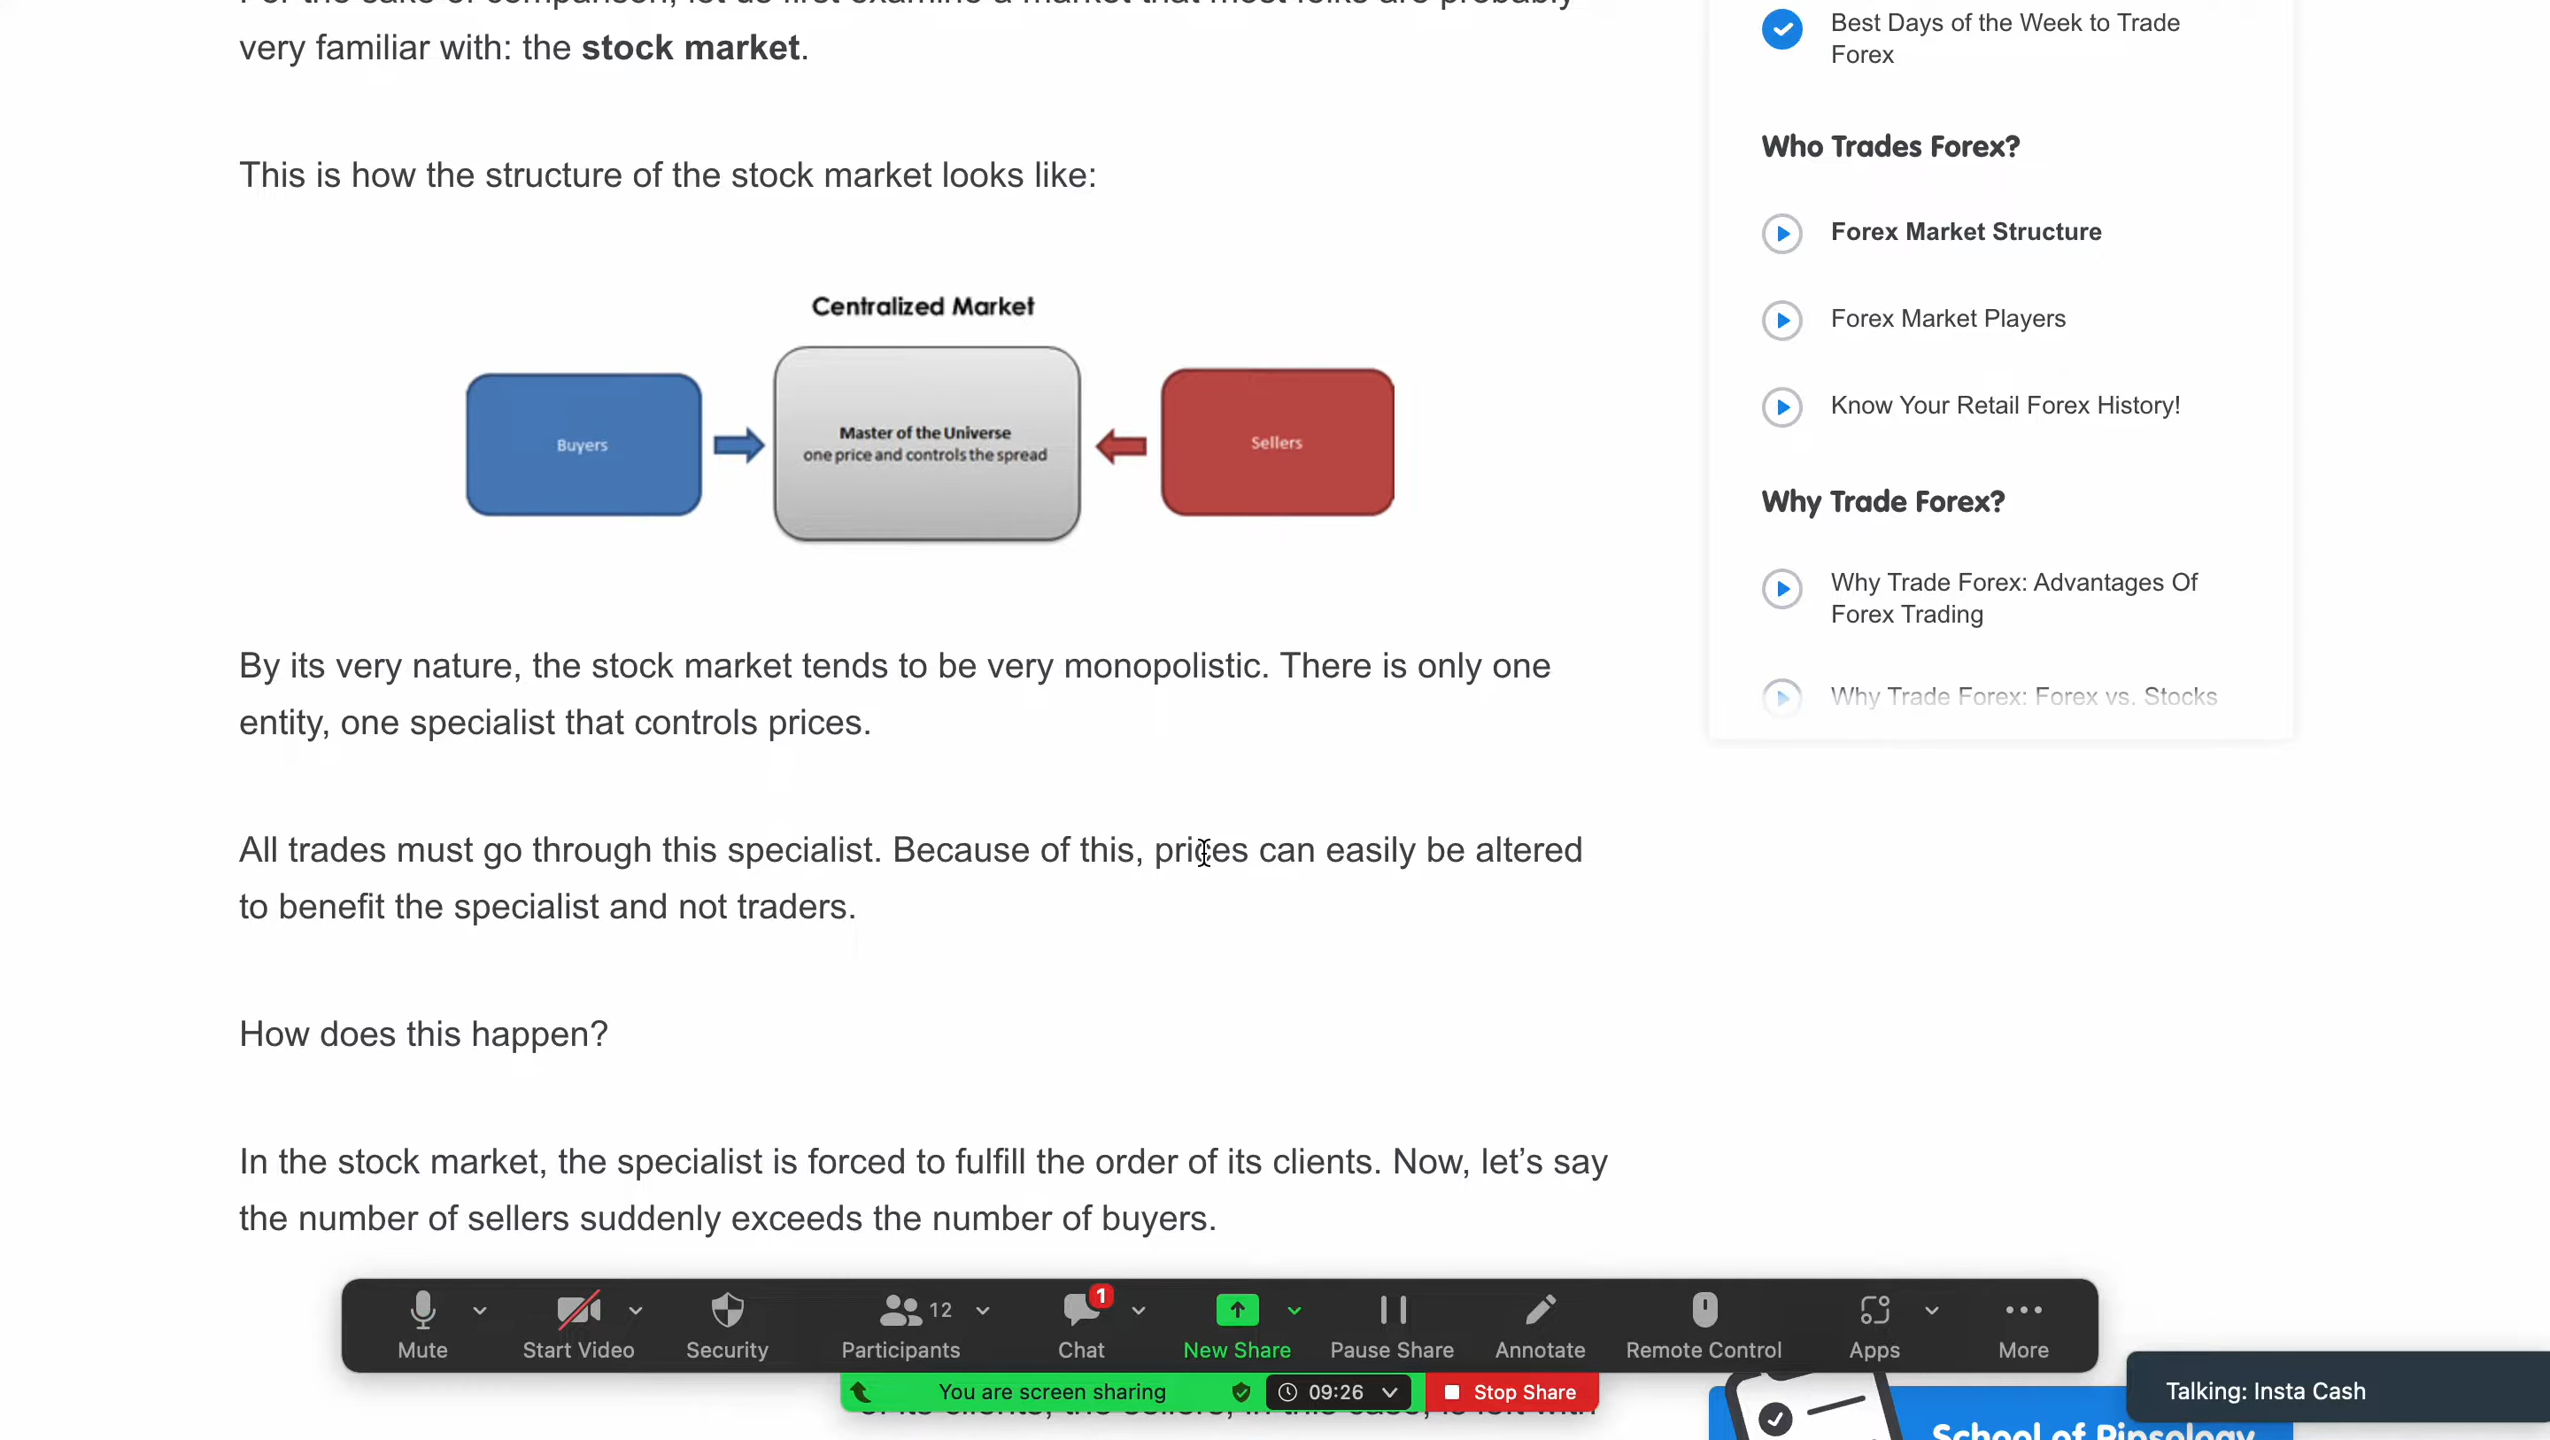 very familiar with: the stock market.
This is how the structure of the stock market looks like:
Centralized Market
Buyers
Master of the Universe
one price and controls the spread
Sellers
By its very nature, the stock market tends to be very monopolistic. There is only one
entity, one specialist that controls prices.
All trades must go through this specialist. Because of this, prices can easily be altered
to benefit the specialist and not traders.
How does this happen?
In the stock market, the specialist is forced to fulfill the order of its clients. Now, let’s say
the number of sellers suddenly exceeds the number of buyers.
Best Days of the Week to Trade
Forex
Who Trades Forex?
Forex Market Structure
Forex Market Players
Know Your Retail Forex History!
Why Trade Forex?
Why Trade Forex: Advantages Of
Forex Trading
Why Trade Forex: Forex vs. Stocks
12
1
Mute
Start Video
Security
Participants
Chat
New Share
Pause Share
Annotate
Remote Control
Apps
More
You are screen sharing
09:26
Stop Share
Talking: Insta Cash
School of Pipsology